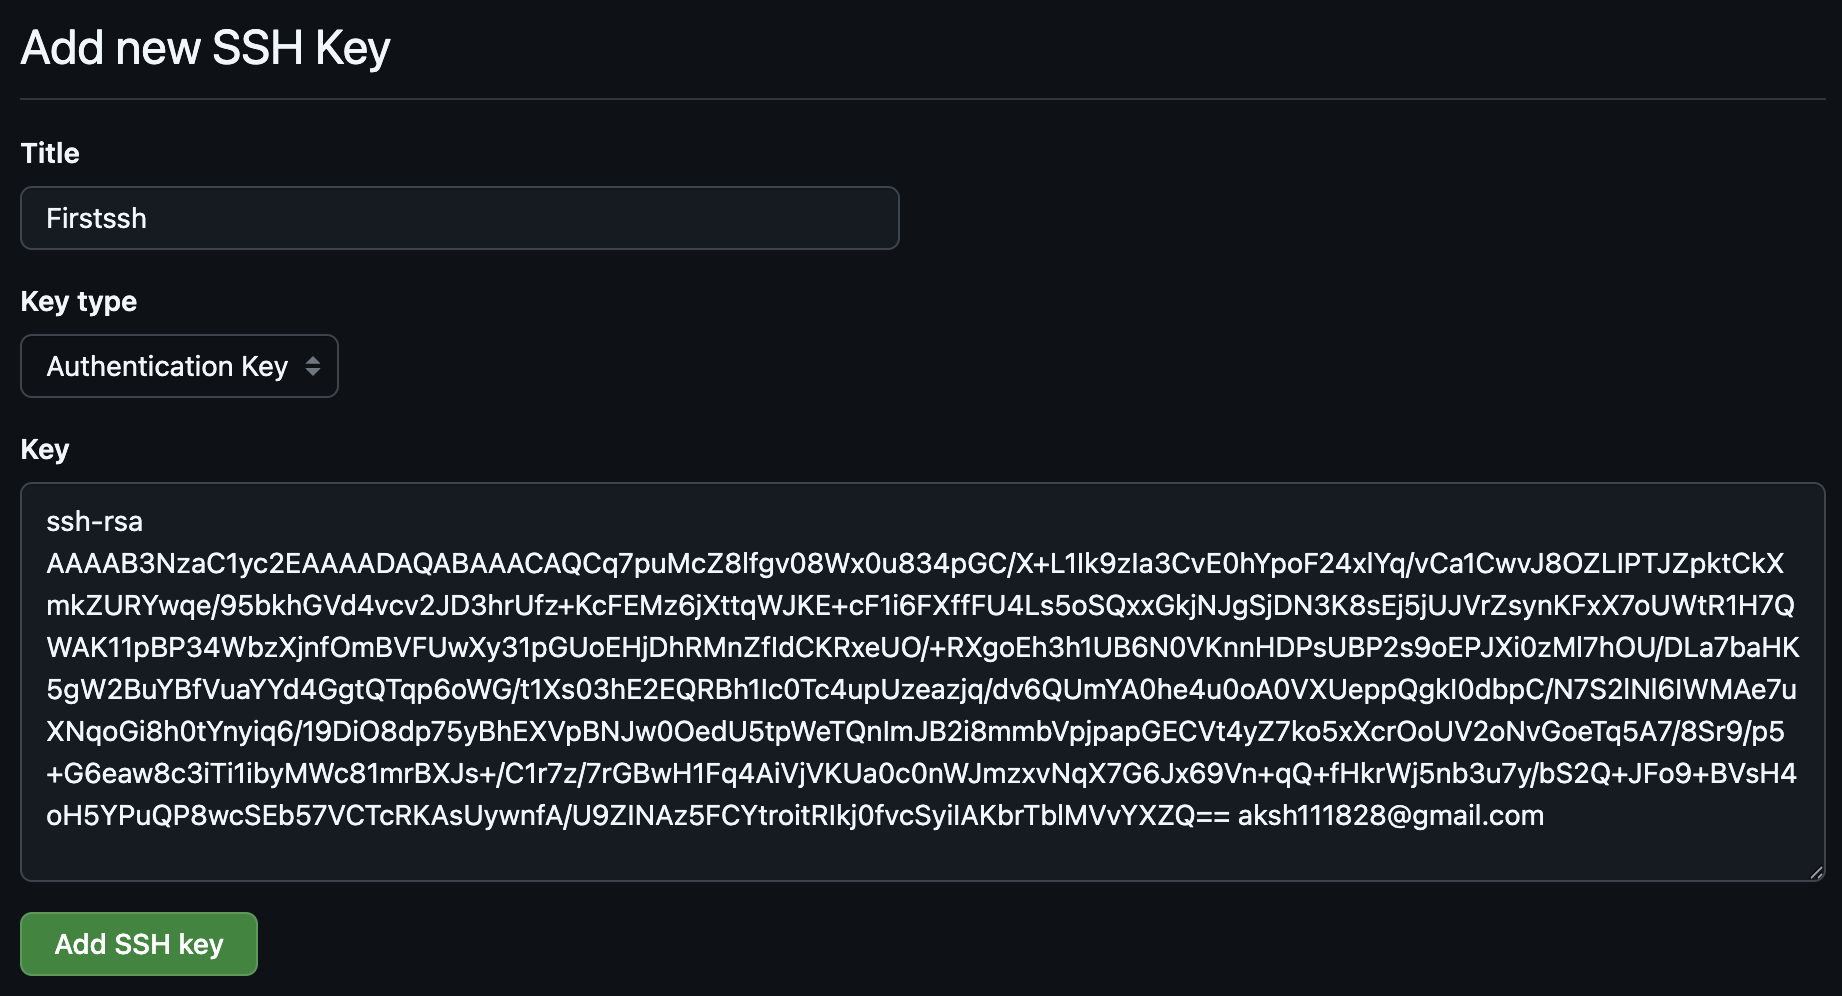 Add new SSH Key
Title
Firstssh
Key type
Authentication Key
Key
ssh-rsa
AAAAB3NzaC1yc2EAAAADAQABAAACAQCq7puMcZ8lfgv08Wx0u834pGC/X+L1Ik9zIa3CvE0hYpoF24xlYq/vCa1CwvJ8OZLIPTJZpktCkX
mkZURYwqe/95bkhGVd4vcv2JD3hrUfz+KcFEMz6jXttqWJKE+cF1i6FXffFU4Ls5oSQxxGkjNJgSjDN3K8sEj5jUJVrZsynKFxX7oUWtR1H7Q
WAK11pBP34WbzXjnfOmBVFUwXy31pGUoEHjDhRMnZfIdCKRxeUO/+RXgoEh3h1UB6N0VKnnHDPsUBP2s9oEPJXi0zMl7hOU/DLa7baHK
5gW2BuYBfVuaYYd4GgtQTqp6oWG/t1Xs03hE2EQRBh1Ic0Tc4upUzeazjq/dv6QUmYA0he4u0oA0VXUeppQgkI0dbpC/N7S2lNl6IWMAe7u
XNqoGi8h0tYnyiq6/19DiO8dp75yBhEXVpBNJw0OedU5tpWeTQnImJB2i8mmbVpjpapGECVt4yZ7ko5xXcrOoUV2oNvGoeTq5A7/8Sr9/p5
+G6eaw8c3iTi1ibyMWc81mrBXJs+/C1r7z/7rGBwH1Fq4AiVjVKUa0c0nWJmzxvNqX7G6Jx69Vn+qQ+fHkrWj5nb3u7y/bS2Q+JFo9+BVsH4
oH5YPuQP8wcSEb57VCTcRKAsUywnfA/U9ZINAz5FCYtroitRIkj0fvcSyiIAKbrTblMVvYXZQ== aksh111828@gmail.com
Add SSH key